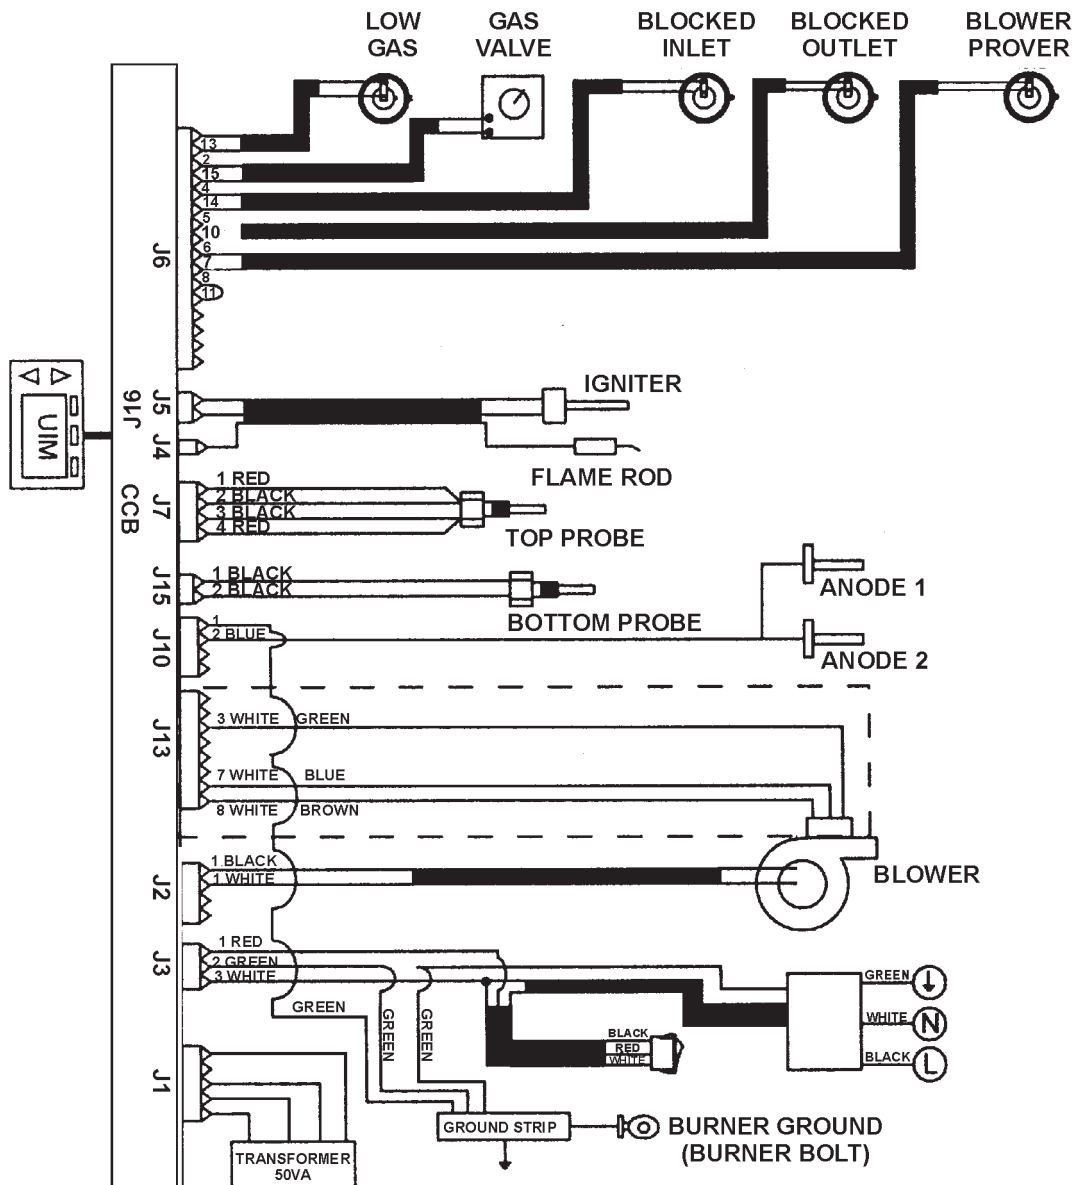 LOW
GAS
GAS
VALVE
BLOCKED
INLET
BLOCKED
OUTLET
BLOWER
PROVER
13
2
15
4
14
5
10
6
7
8
11
J6
IGNITER
J5
J16
J4
UIM
FLAME ROD
CCB
J7
1 RED
2 BLACK
3 BLACK
4 RED
TOP PROBE
J15
1 BLACK
2 BLACK
BOTTOM PROBE
ANODE 1
J10
1
2 BLUE
ANODE 2
J13
3 WHITE GREEN
7 WHITE BLUE
8 WHITE BROWN
J2
1 BLACK
1 WHITE
BLOWER
J3
1 RED
2 GREEN
3 WHITE
GREEN
GREEN
GREEN
GREEN
WHITE N
BLACK L
BLACK
RED
WHITE
J1
GROUND STRIP
BURNER GROUND
(BURNER BOLT)
TRANSFORMER
50VA